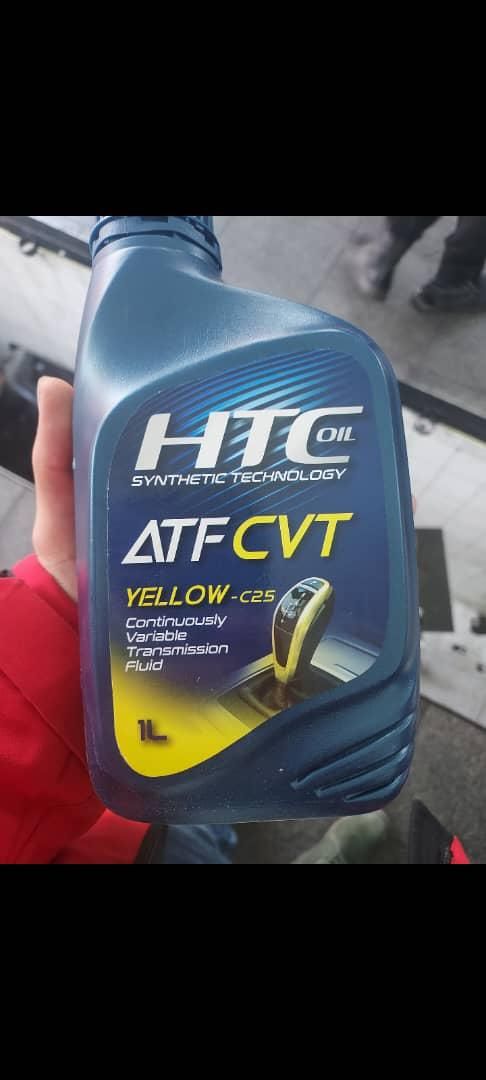 HTC OIL
SYNTHETIC TECHNOLOGY
ATF CVT
YELLOW-C25
Continuously
Variable
Transmission
Fluid
1L